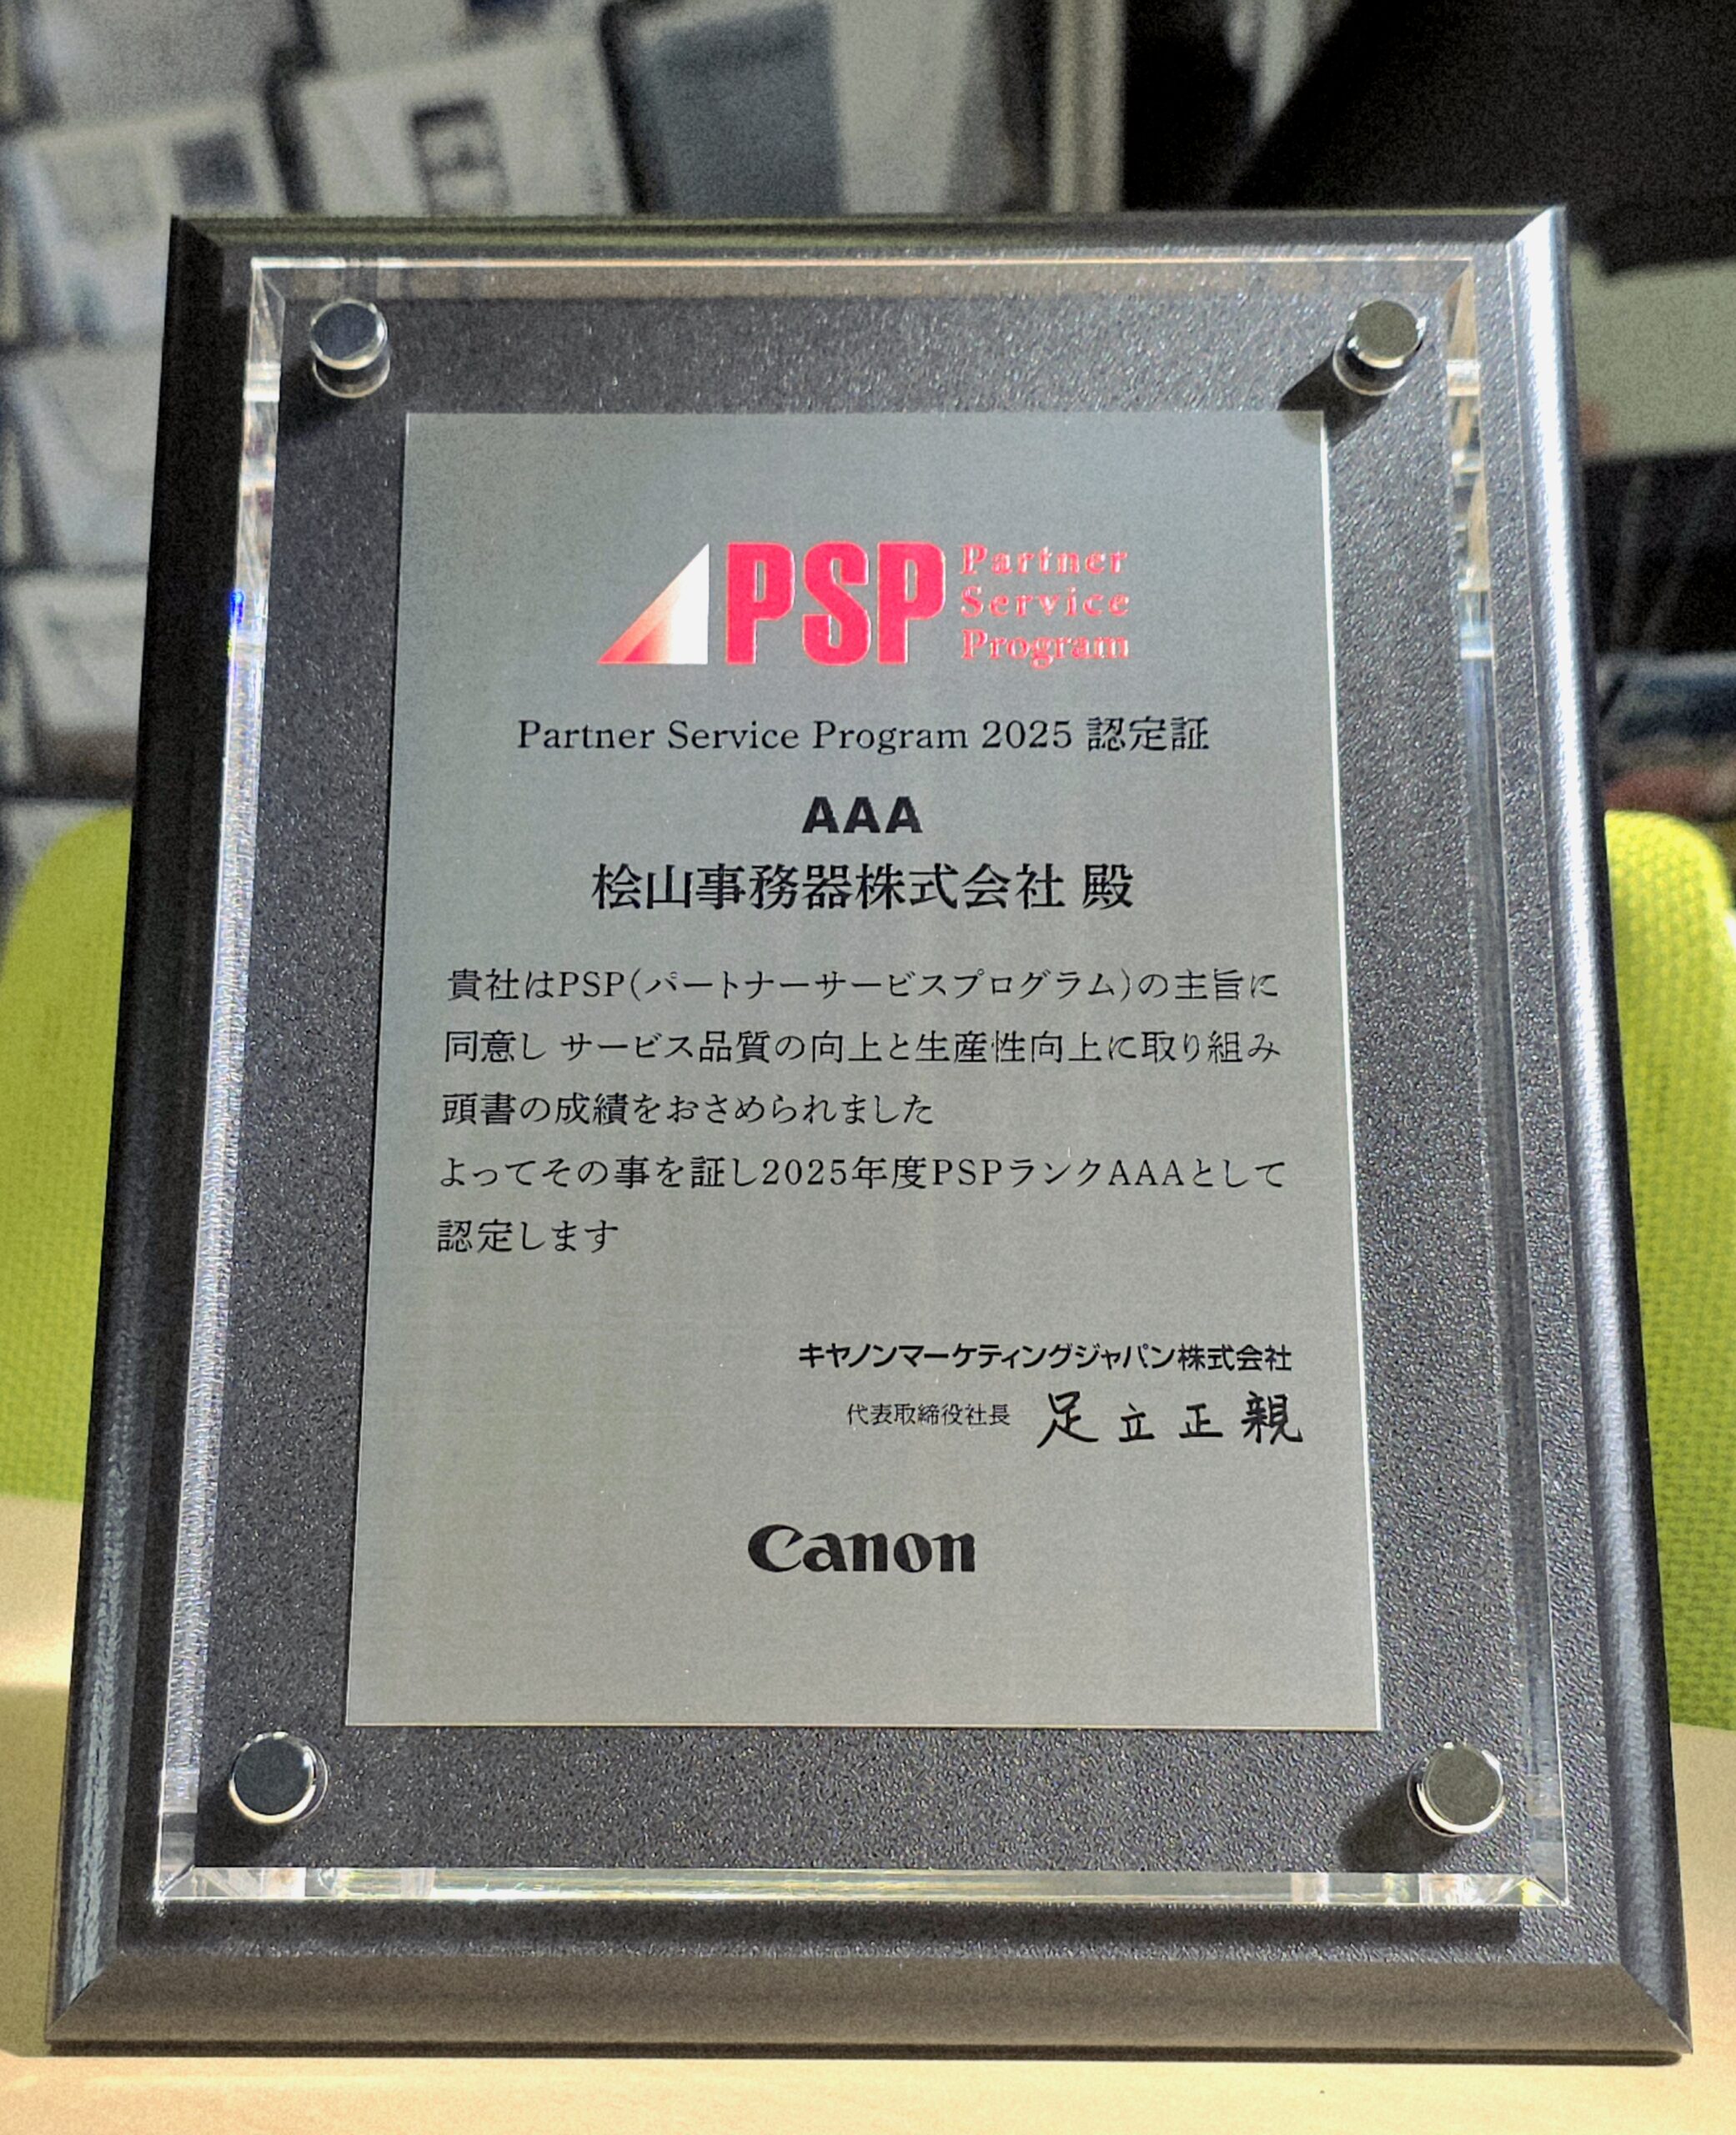 PSP Partner
Service
Program
Partner Service Program 2025 認定証
AAA
桧山事務器株式会社 殿
貴社はPSP(パートナーサービスプログラム)の主旨に
同意し サービス品質の向上と生産性向上に取り組み
頭書の成績をおさめられました
よってその事を証し2025年度PSPランクAAAとして
認定します
キヤノンマーケティングジャパン株式会社
代表取締役社長 足立正親
Canon